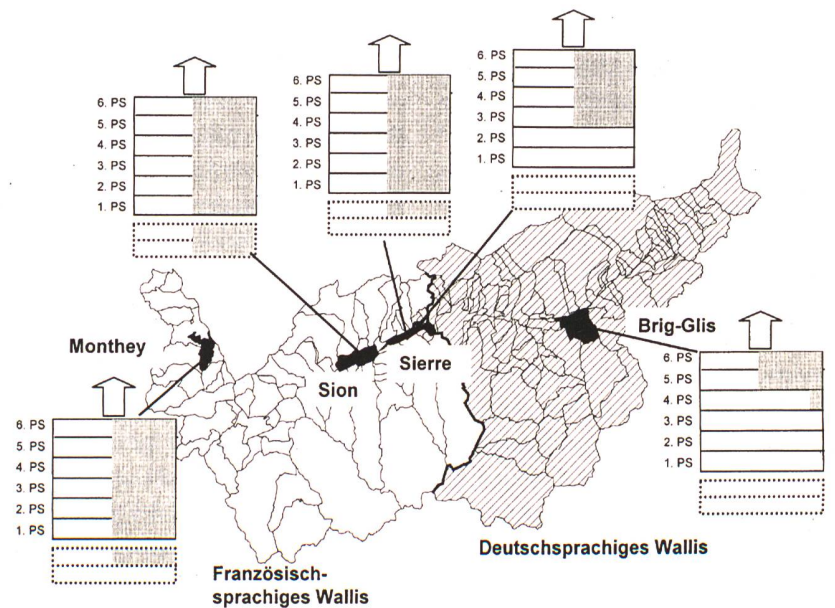 6. PS
5. PS
4. PS
3. PS
2. PS
1. PS
6. PS
5. PS
4. PS
3. PS
2. PS
1. PS
6. PS
5. PS
4. PS
3. PS
2. PS
1. PS
Monthey
Sion
Sierre
Brig-Glis
6. PS
5. PS
4. PS
3. PS
2. PS
1. PS
6. PS
5. PS
4. PS
3. PS
2. PS
1. PS
Deutschsprachiges Wallis
Französisch-
sprachiges Wallis